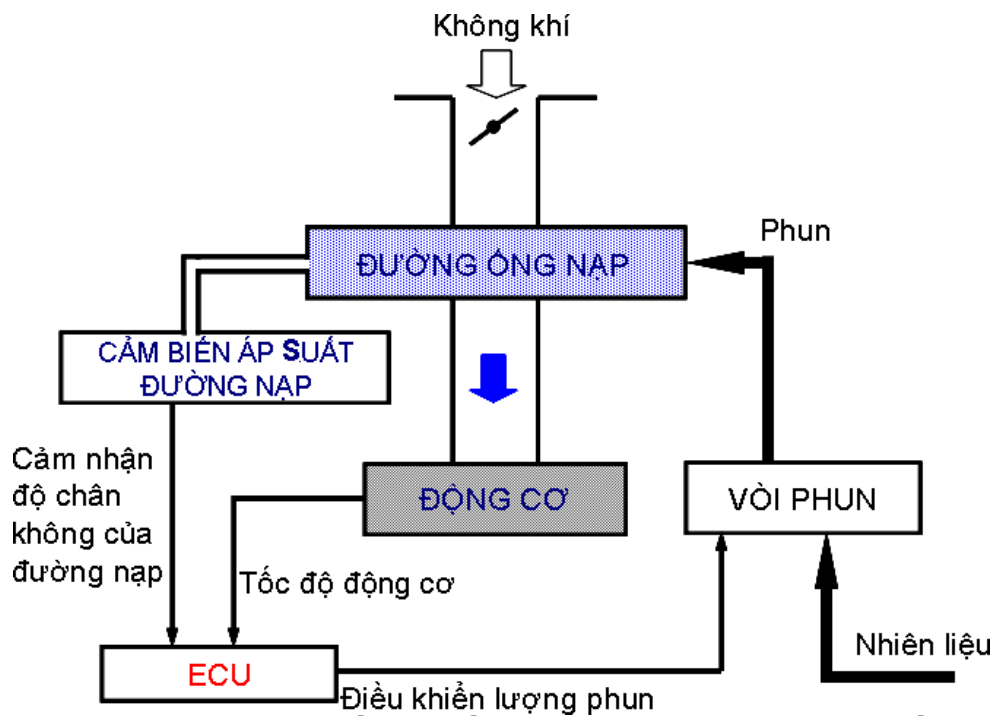 Không khí
Phun
ĐƯỜNG ỐNG NẠP
CẢM BIẾN ÁP SUẤT
ĐƯỜNG NẠP
Cảm nhận
độ chân
không của
đường nạp
ĐỘNG CƠ
VÒI PHUN
Tốc độ động cơ
Nhiên liệu
ECU
Điều khiển lượng phun